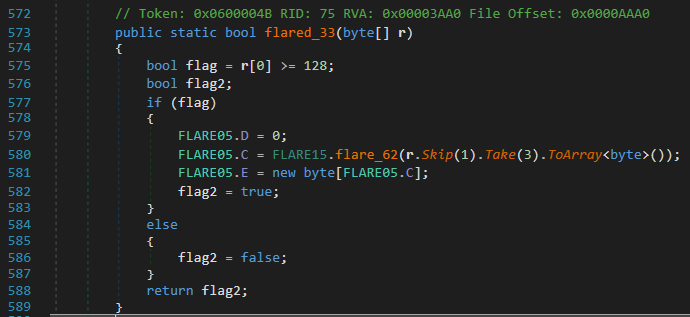 572 // Token: 0x0600004B RID: 75 RVA: 0x00003AA0 File Offset: 0x0000AAA0
573 public static bool flared_33(byte[] r)
574 {
575 bool flag = r[0] >= 128;
576 bool flag2;
577 if (flag)
578 {
579 FLARE05.D = 0;
580 FLARE05.C = FLARE15.flare_62(r.Skip(1).Take(3).ToArray<byte>());
581 FLARE05.E = new byte[FLARE05.C];
582 flag2 = true;
583 }
584 else
585 {
586 flag2 = false;
587 }
588 return flag2;
589 }